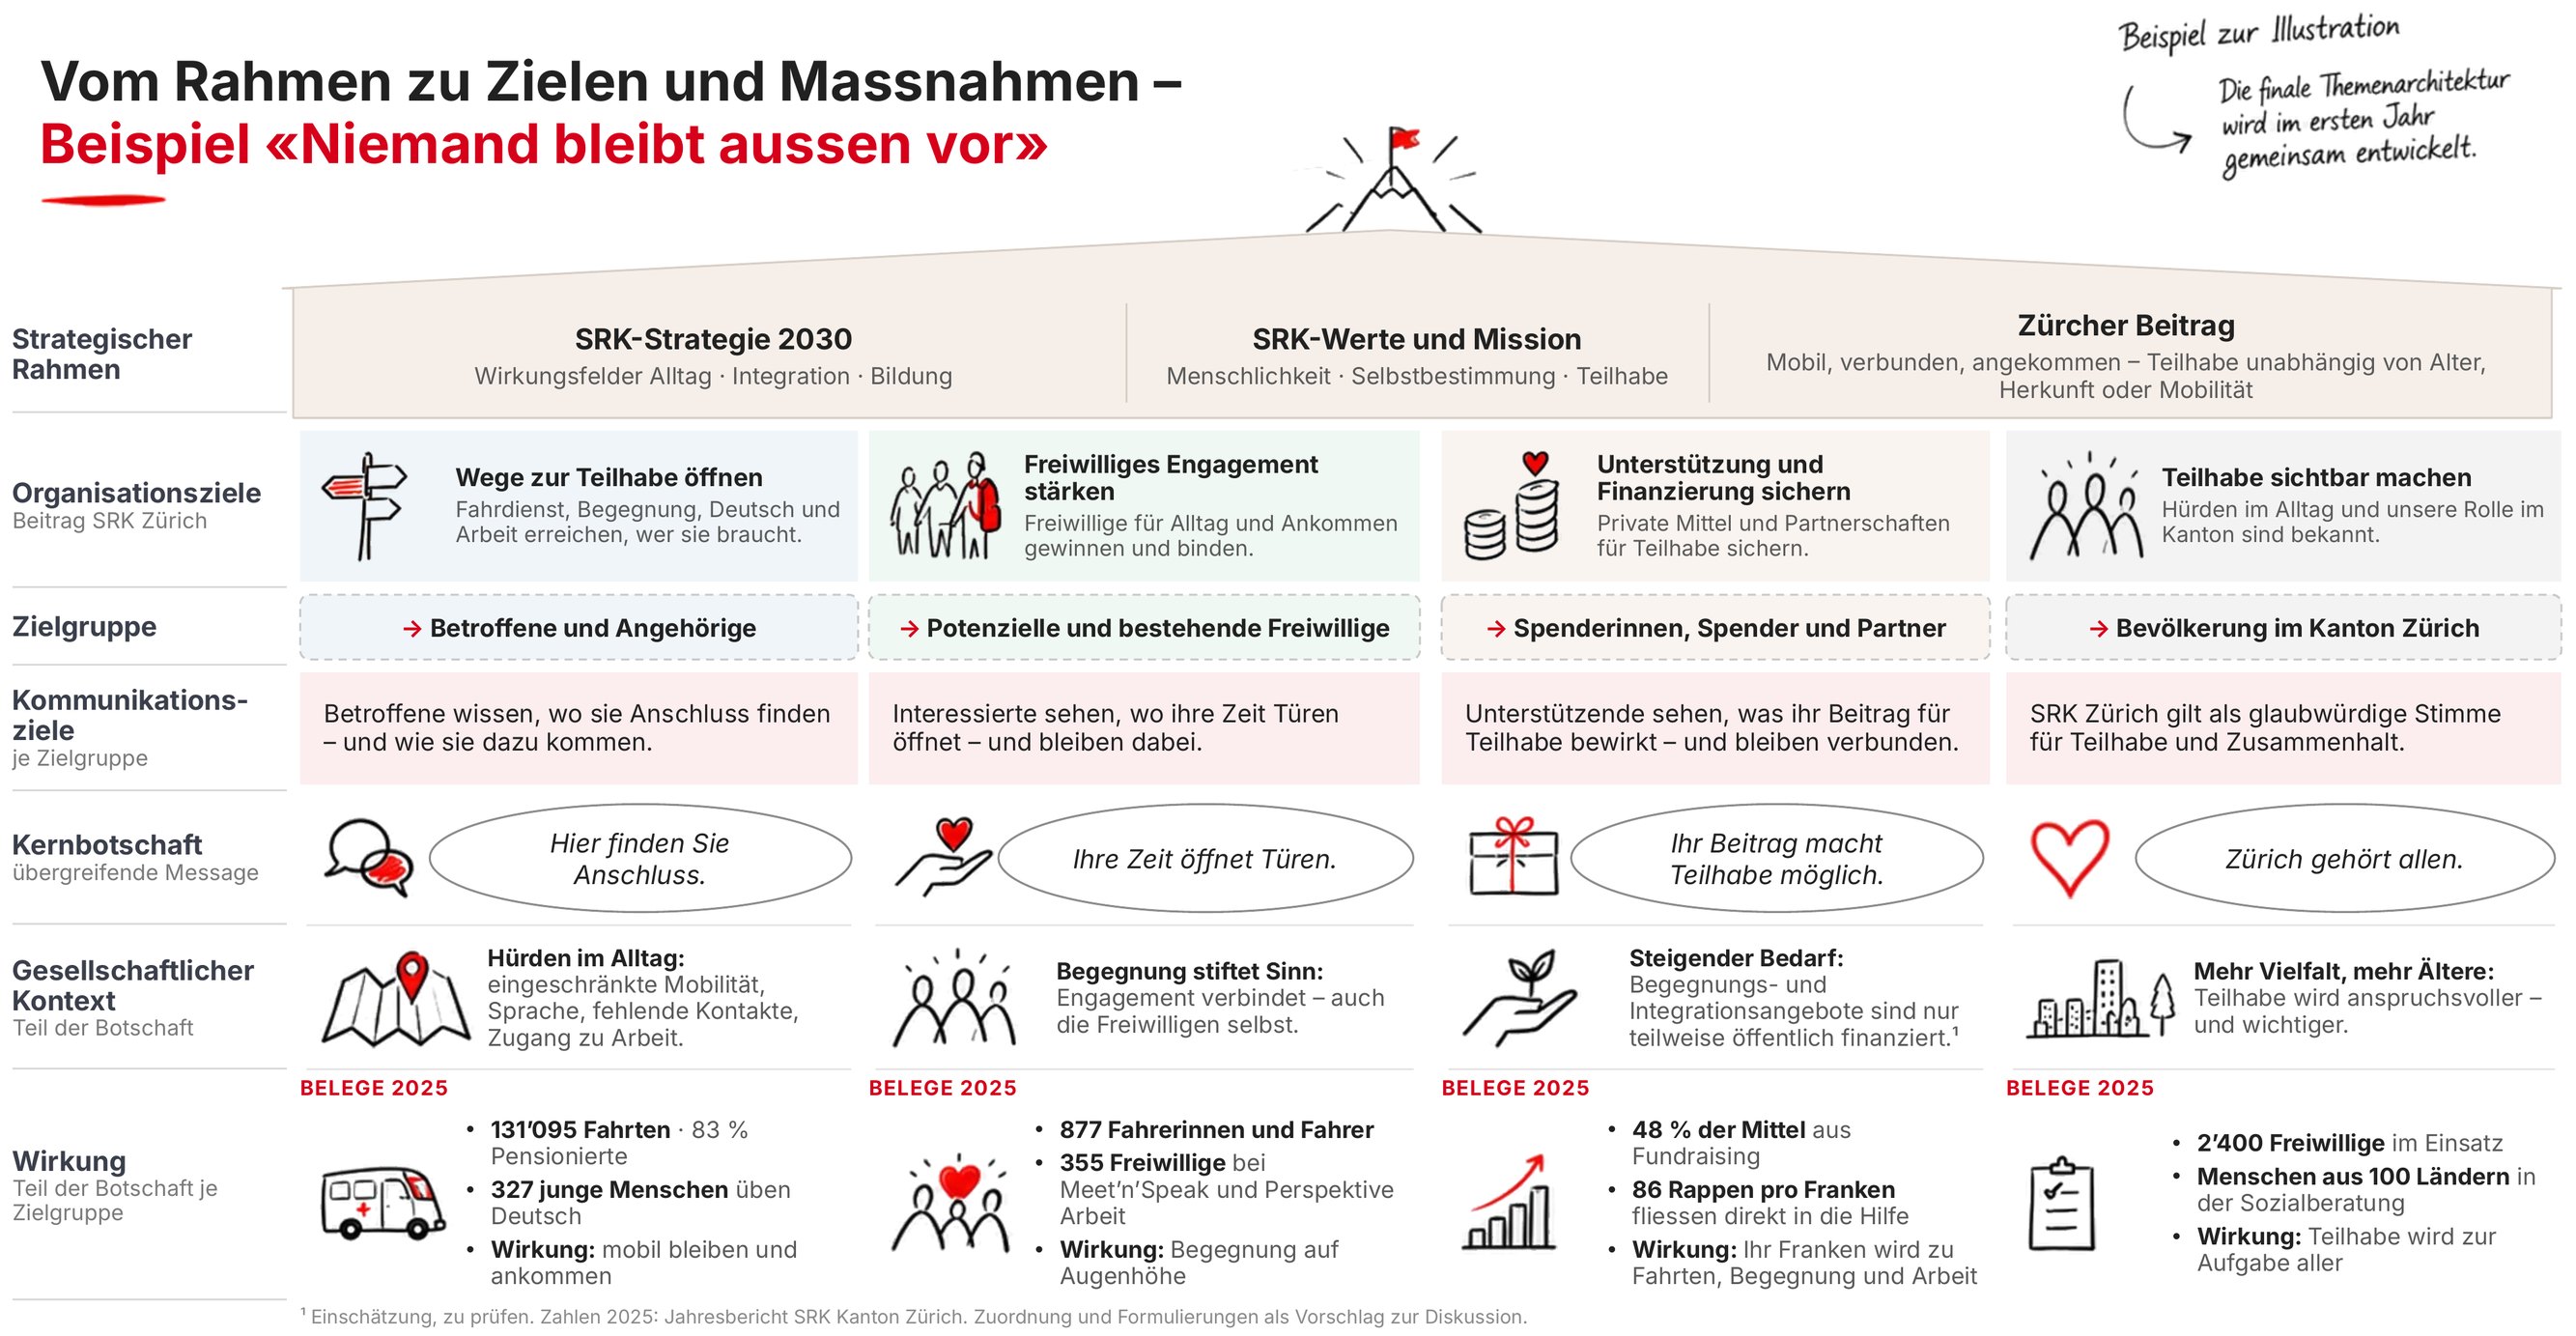 Beispiel zur Illustration
Die finale Themenarchitektur
wird im ersten Jahr
gemeinsam entwickelt.
Vom Rahmen zu Zielen und Massnahmen –
Beispiel «Niemand bleibt aussen vor»
Strategischer
Rahmen
SRK-Strategie 2030
Wirkungsfelder Alltag · Integration · Bildung
SRK-Werte und Mission
Menschlichkeit · Selbstbestimmung · Teilhabe
Zürcher Beitrag
Mobil, verbunden, angekommen – Teilhabe unabhängig von Alter,
Herkunft oder Mobilität
Organisationsziele
Beitrag SRK Zürich
Wege zur Teilhabe öffnen
Fahrdienst, Begegnung, Deutsch und
Arbeit erreichen, wer sie braucht.
Freiwilliges Engagement
stärken
Freiwillige für Alltag und Ankommen
gewinnen und binden.
Unterstützung und
Finanzierung sichern
Private Mittel und Partnerschaften
für Teilhabe sichern.
Teilhabe sichtbar machen
Hürden im Alltag und unsere Rolle im
Kanton sind bekannt.
Zielgruppe
→ Betroffene und Angehörige
→ Potenzielle und bestehende Freiwillige
→ Spenderinnen, Spender und Partner
→ Bevölkerung im Kanton Zürich
Kommunikations-
ziele
je Zielgruppe
Betroffene wissen, wo sie Anschluss finden
– und wie sie dazu kommen.
Interessierte sehen, wo ihre Zeit Türen
öffnet – und bleiben dabei.
Unterstützende sehen, was ihr Beitrag für
Teilhabe bewirkt – und bleiben verbunden.
SRK Zürich gilt als glaubwürdige Stimme
für Teilhabe und Zusammenhalt.
Kernbotschaft
übergreifende Message
Hier finden Sie
Anschluss.
Ihre Zeit öffnet Türen.
Ihr Beitrag macht
Teilhabe möglich.
Zürich gehört allen.
Gesellschaftlicher
Kontext
Teil der Botschaft
Hürden im Alltag:
eingeschränkte Mobilität,
Sprache, fehlende Kontakte,
Zugang zu Arbeit.
Begegnung stiftet Sinn:
Engagement verbindet – auch
die Freiwilligen selbst.
Steigender Bedarf:
Begegnungs- und
Integrationsangebote sind nur
teilweise öffentlich finanziert.¹
Mehr Vielfalt, mehr Ältere:
Teilhabe wird anspruchsvoller –
und wichtiger.
Wirkung
Teil der Botschaft je
Zielgruppe
BELEGE 2025
• 131’095 Fahrten · 83 %
Pensionierte
• 327 junge Menschen üben
Deutsch
• Wirkung: mobil bleiben und
ankommen
BELEGE 2025
• 877 Fahrerinnen und Fahrer
• 355 Freiwillige bei
Meet’n’Speak und Perspektive
Arbeit
• Wirkung: Begegnung auf
Augenhöhe
BELEGE 2025
• 48 % der Mittel aus
Fundraising
• 86 Rappen pro Franken
fliessen direkt in die Hilfe
• Wirkung: Ihr Franken wird zu
Fahrten, Begegnung und Arbeit
BELEGE 2025
• 2’400 Freiwillige im Einsatz
• Menschen aus 100 Ländern in
der Sozialberatung
• Wirkung: Teilhabe wird zur
Aufgabe aller
¹ Einschätzung, zu prüfen. Zahlen 2025: Jahresbericht SRK Kanton Zürich. Zuordnung und Formulierungen als Vorschlag zur Diskussion.